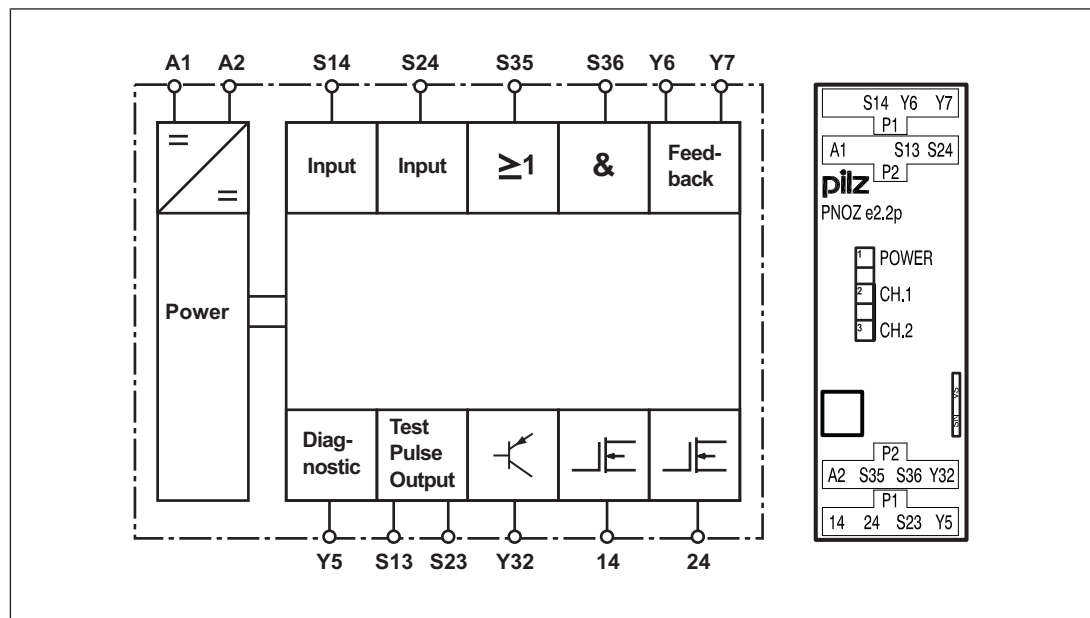 A1 A2 S14 S24 S35 S36 Y6 Y7
= =
Input Input ≥1 & Feed-
back
Power
Diag-
nostic
Test
Pulse
Output
Y5 S13 S23 Y32 14 24
S14 Y6 Y7
P1
A1 S13 S24
P2
pilz
PNOZ e2.2p
1 POWER
2 CH.1
3 CH.2
P2
A2 S35 S36 Y32
P1
14 24 S23 Y5